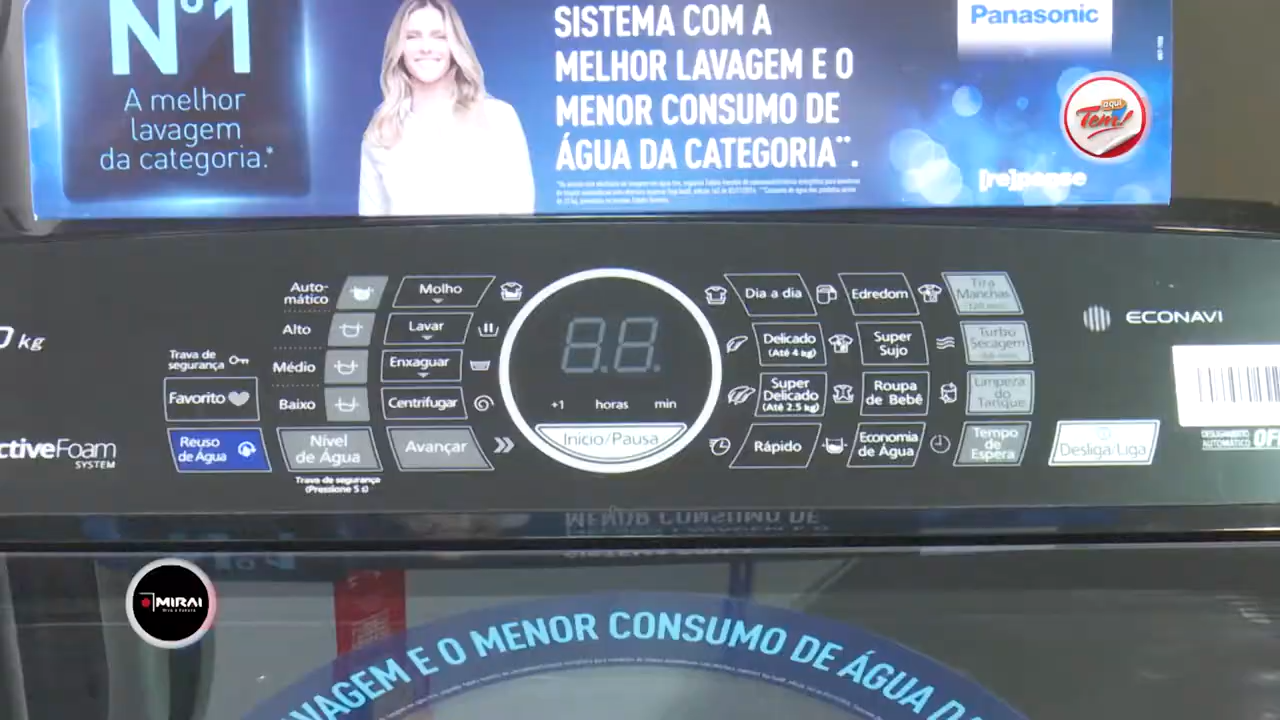 Nº1
A melhor
lavagem
da categoria.*
SISTEMA COM A
MELHOR LAVAGEM E O
MENOR CONSUMO DE
ÁGUA DA CATEGORIA**.
Panasonic
aqui
Tem!
[re]pense
0 kg
ctiveFoam
SYSTEM
Trava de
segurança
Favorito
Reuso
de Água
Auto-
mático
Alto
Médio
Baixo
Nível
de Água
Trava de segurança
(Pressione 5 s)
Molho
Lavar
Enxaguar
Centrifugar
Avançar
88
+1 horas min
Início/Pausa
Dia a dia
Delicado
(Até 4 kg)
Super
Delicado
(Até 2.5 kg)
Rápido
Edredom
Super
Sujo
Roupa
de Bebê
Economia
de Água
Tira
Manchas
Turbo
Secagem
Limpeza
do
Tanque
Tempo
de
Espera
Desliga/Liga
ECONAVI
DESLIGAMENTO
AUTOMÁTICO
MIRAI
VAGEM E O MENOR CONSUMO DE ÁGUA DA